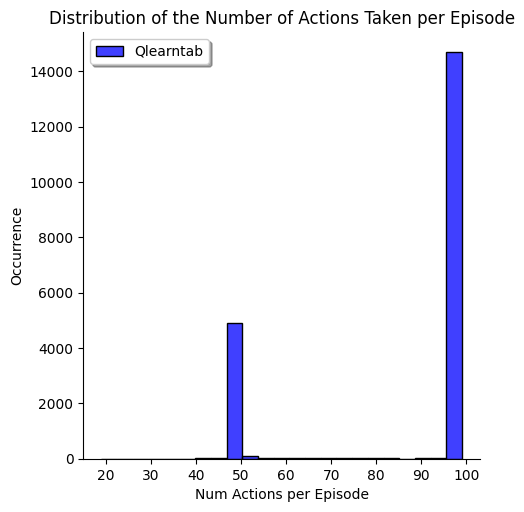 Distribution of the Number of Actions Taken per Episode
Qlearntab
14000
12000
10000
8000
6000
4000
2000
0
Occurrence
20 30 40 50 60 70 80 90 100
Num Actions per Episode